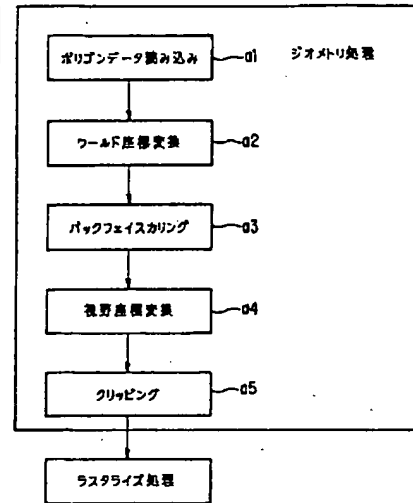 ポリゴンデータ読み込み
a1
ジオメトリ処理
ワールド座標変換
a2
バックフェイスカリング
a3
視野座標変換
a4
クリッピング
a5
ラスタライズ処理